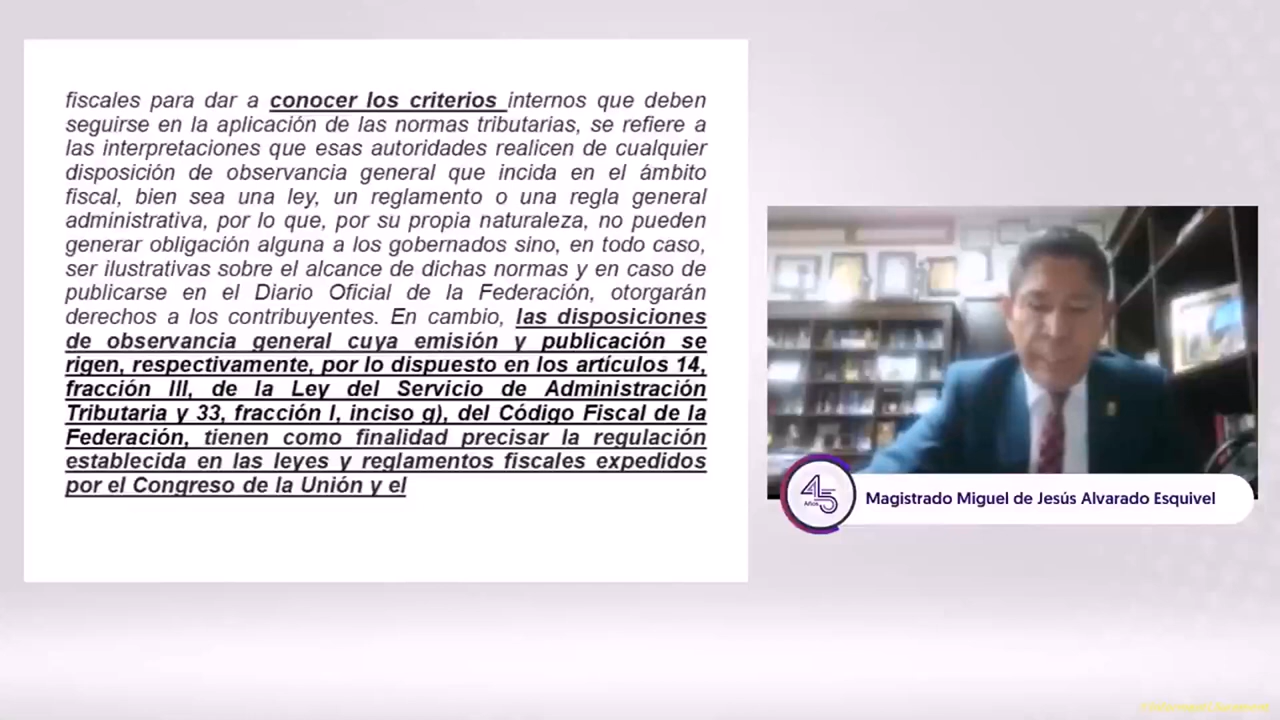 fiscales para dar a conocer los criterios internos que deben
seguirse en la aplicación de las normas tributarias, se refiere a
las interpretaciones que esas autoridades realicen de cualquier
disposición de observancia general que incida en el ámbito
fiscal, bien sea una ley, un reglamento o una regla general
administrativa, por lo que, por su propia naturaleza, no pueden
generar obligación alguna a los gobernados sino, en todo caso,
ser ilustrativas sobre el alcance de dichas normas y en caso de
publicarse en el Diario Oficial de la Federación, otorgarán
derechos a los contribuyentes. En cambio, las disposiciones
de observancia general cuya emisión y publicación se
rigen, respectivamente, por lo dispuesto en los artículos 14,
fracción III, de la Ley del Servicio de Administración
Tributaria y 33, fracción I, inciso g), del Código Fiscal de la
Federación, tienen como finalidad precisar la regulación
establecida en las leyes y reglamentos fiscales expedidos
por el Congreso de la Unión y el
45
Años
Magistrado Miguel de Jesús Alvarado Esquivel